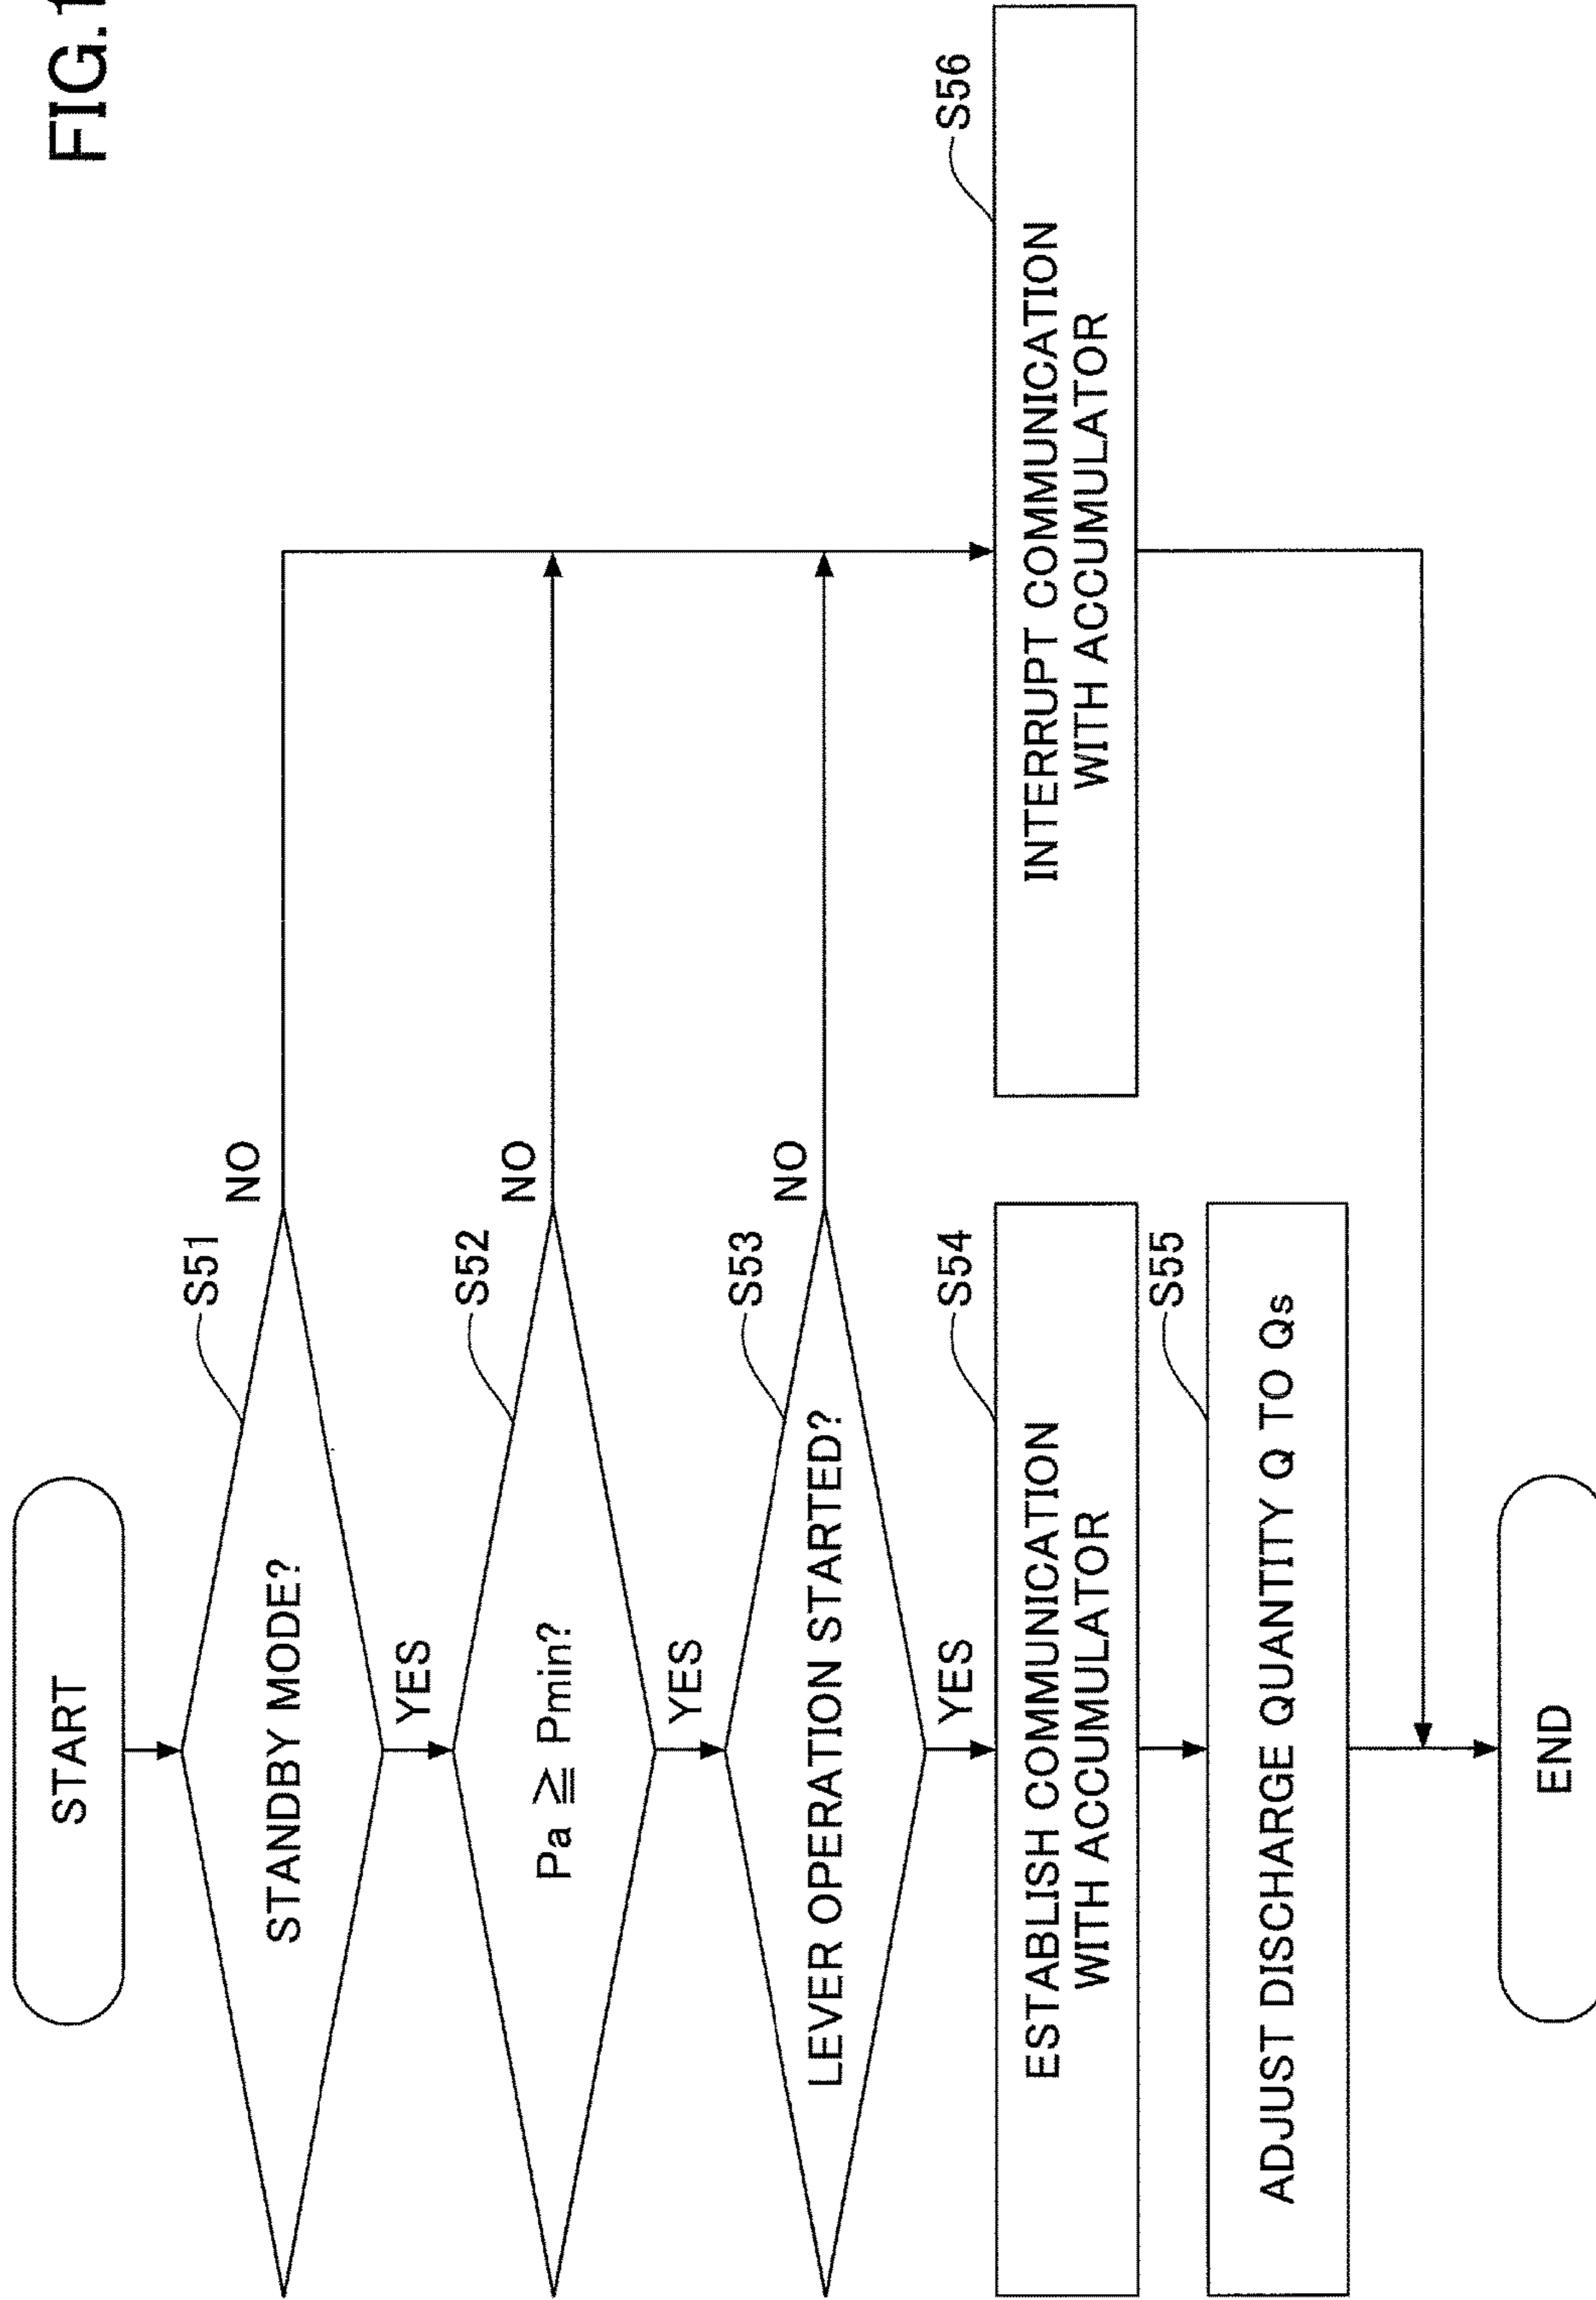 FIG.1
START
STANDBY MODE?
S51
NO
YES
Pa ≧ Pmin?
S52
NO
YES
LEVER OPERATION STARTED?
S53
NO
YES
ESTABLISH COMMUNICATION
WITH ACCUMULATOR
S54
INTERRUPT COMMUNICATION
WITH ACCUMULATOR
S56
ADJUST DISCHARGE QUANTITY Q TO Qs
S55
END